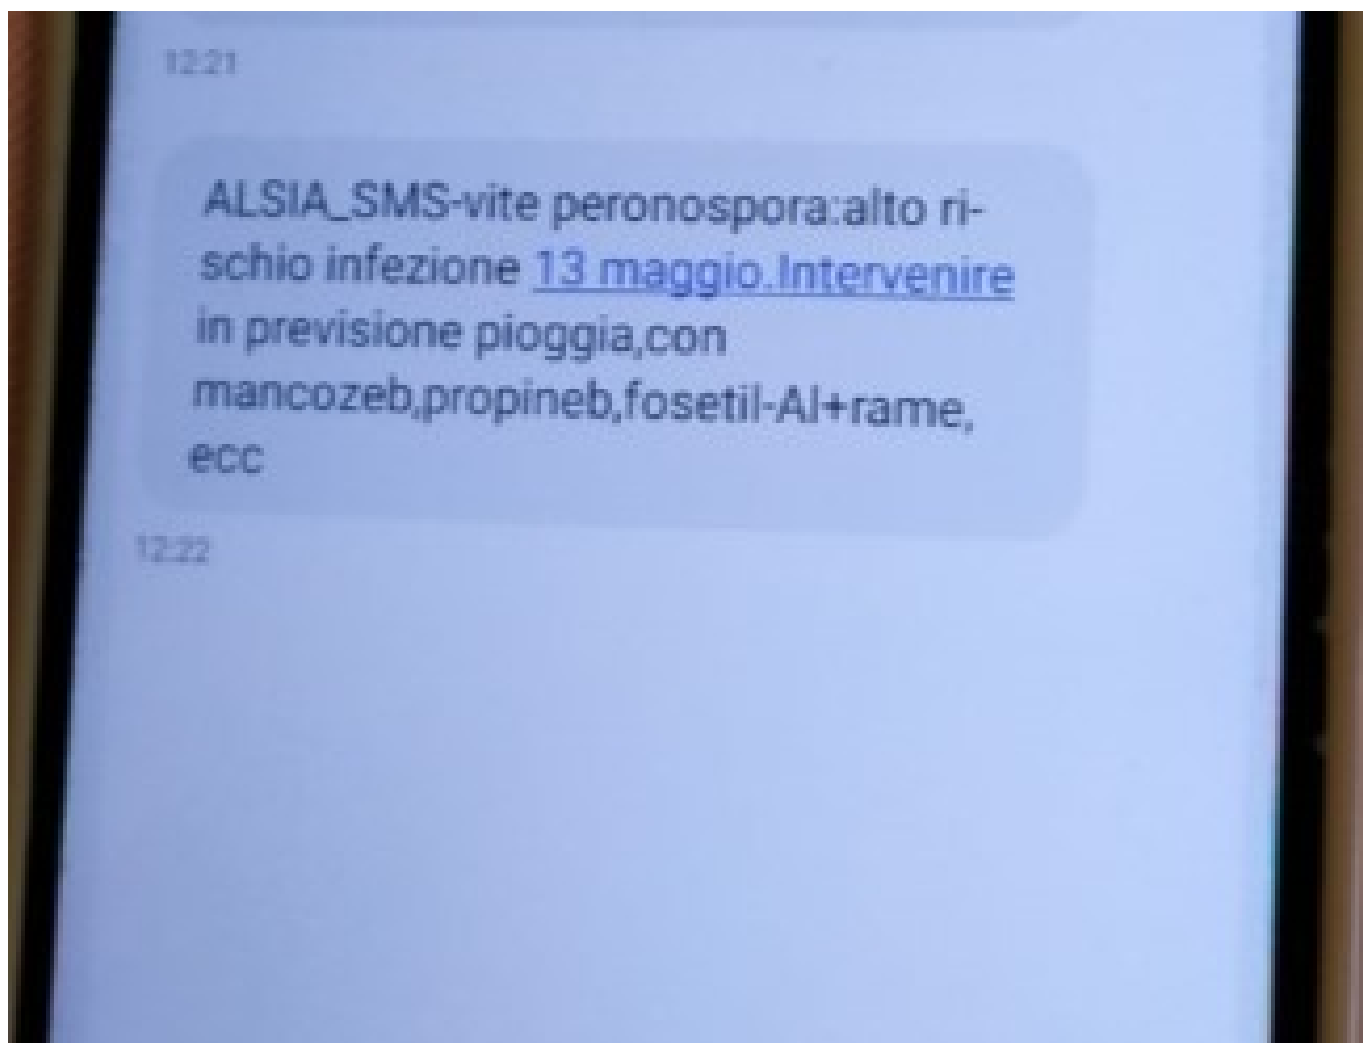 12:21
ALSIA_SMS-vite peronospora:alto ri-
schio infezione 13 maggio.Intervenire
in previsione pioggia,con
mancozeb,propineb,fosetil-Al+rame,
ecc
12:22